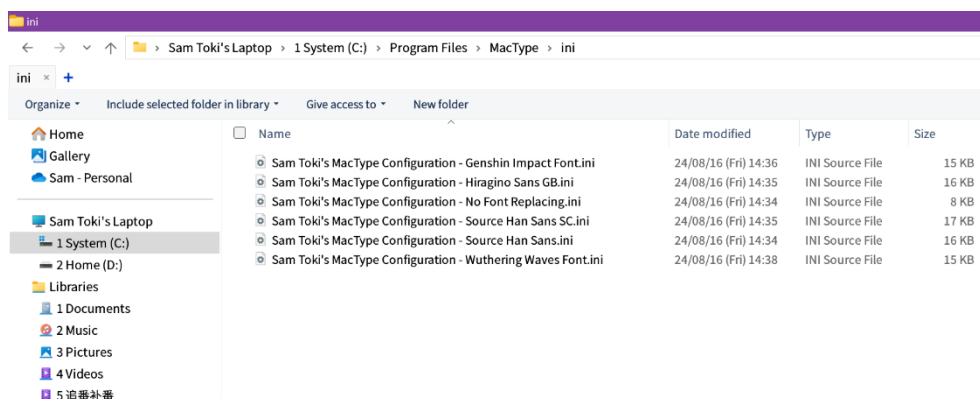 ini
Sam Toki's Laptop › 1 System (C:) › Program Files › MacType › ini
ini × +
Organize Include selected folder in library Give access to New folder
Home
Gallery
Sam - Personal
Sam Toki's Laptop
1 System (C:)
2 Home (D:)
Libraries
1 Documents
2 Music
3 Pictures
4 Videos
5 追番补番
Name Date modified Type Size
Sam Toki's MacType Configuration - Genshin Impact Font.ini 24/08/16 (Fri) 14:36 INI Source File 15 KB
Sam Toki's MacType Configuration - Hiragino Sans GB.ini 24/08/16 (Fri) 14:35 INI Source File 16 KB
Sam Toki's MacType Configuration - No Font Replacing.ini 24/08/16 (Fri) 14:34 INI Source File 8 KB
Sam Toki's MacType Configuration - Source Han Sans SC.ini 24/08/16 (Fri) 14:35 INI Source File 17 KB
Sam Toki's MacType Configuration - Source Han Sans.ini 24/08/16 (Fri) 14:34 INI Source File 16 KB
Sam Toki's MacType Configuration - Wuthering Waves Font.ini 24/08/16 (Fri) 14:38 INI Source File 15 KB